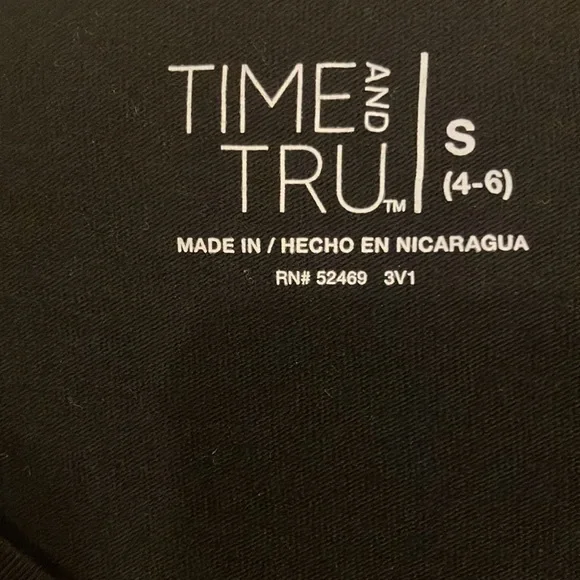 TIME AND
TRU™
S
(4-6)
MADE IN / HECHO EN NICARAGUA
RN# 52469 3V1